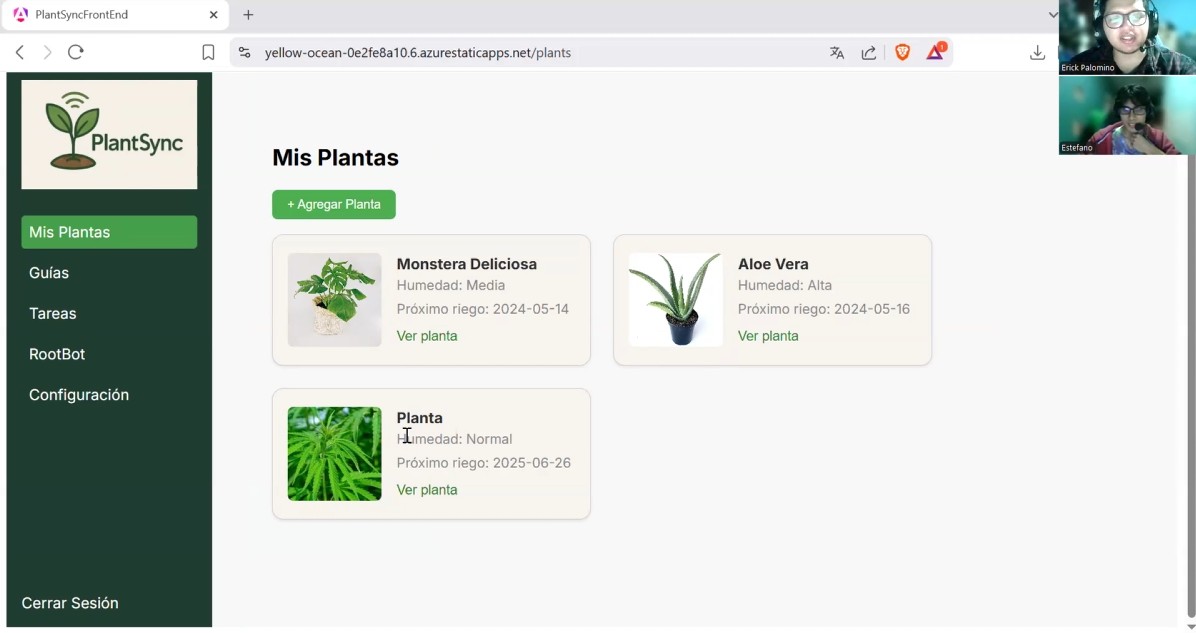 PlantSyncFrontEnd
yellow-ocean-0e2fe8a10.6.azurestaticapps.net/plants
1
Erick Palomino
Estefano
PlantSync
Mis Plantas
Guías
Tareas
RootBot
Configuración
Cerrar Sesión
Mis Plantas
+ Agregar Planta
Monstera Deliciosa
Humedad: Media
Próximo riego: 2024-05-14
Ver planta
Aloe Vera
Humedad: Alta
Próximo riego: 2024-05-16
Ver planta
Planta
Humedad: Normal
Próximo riego: 2025-06-26
Ver planta